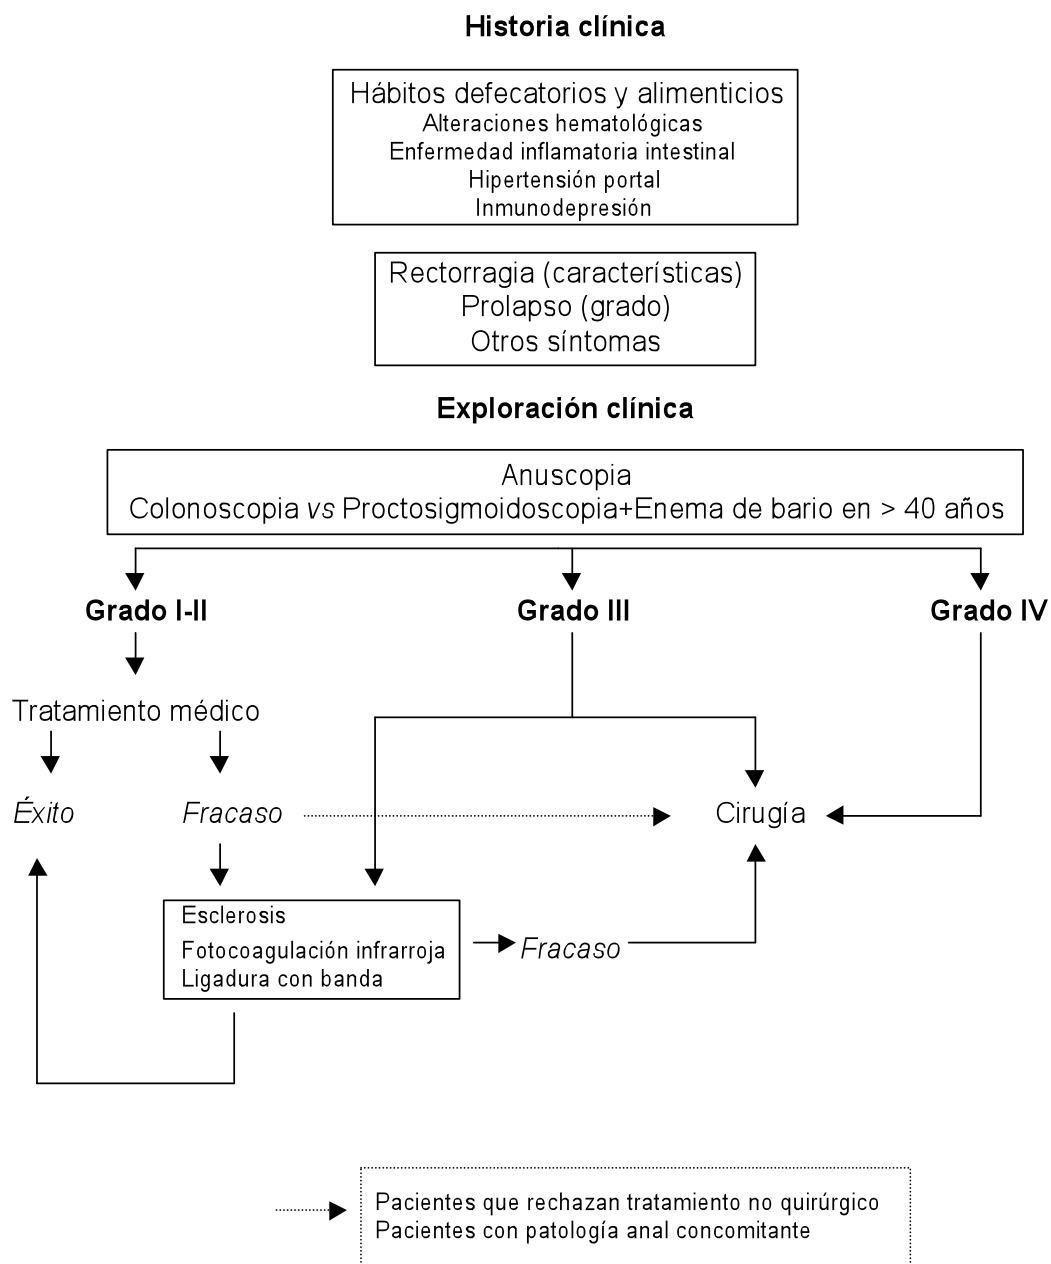 Historia clínica
Hábitos defecatorios y alimenticios
Alteraciones hematológicas
Enfermedad inflamatoria intestinal
Hipertensión portal
Inmunodepresión
Rectorragia (características)
Prolapso (grado)
Otros síntomas
Exploración clínica
Anuscopia
Colonoscopia vs Proctosigmoidoscopia+Enema de bario en > 40 años
Grado I-II
Grado III
Grado IV
Tratamiento médico
Éxito
Fracaso
Cirugía
Esclerosis
Fotocoagulación infrarroja
Ligadura con banda
Fracaso
Pacientes que rechazan tratamiento no quirúrgico
Pacientes con patología anal concomitante